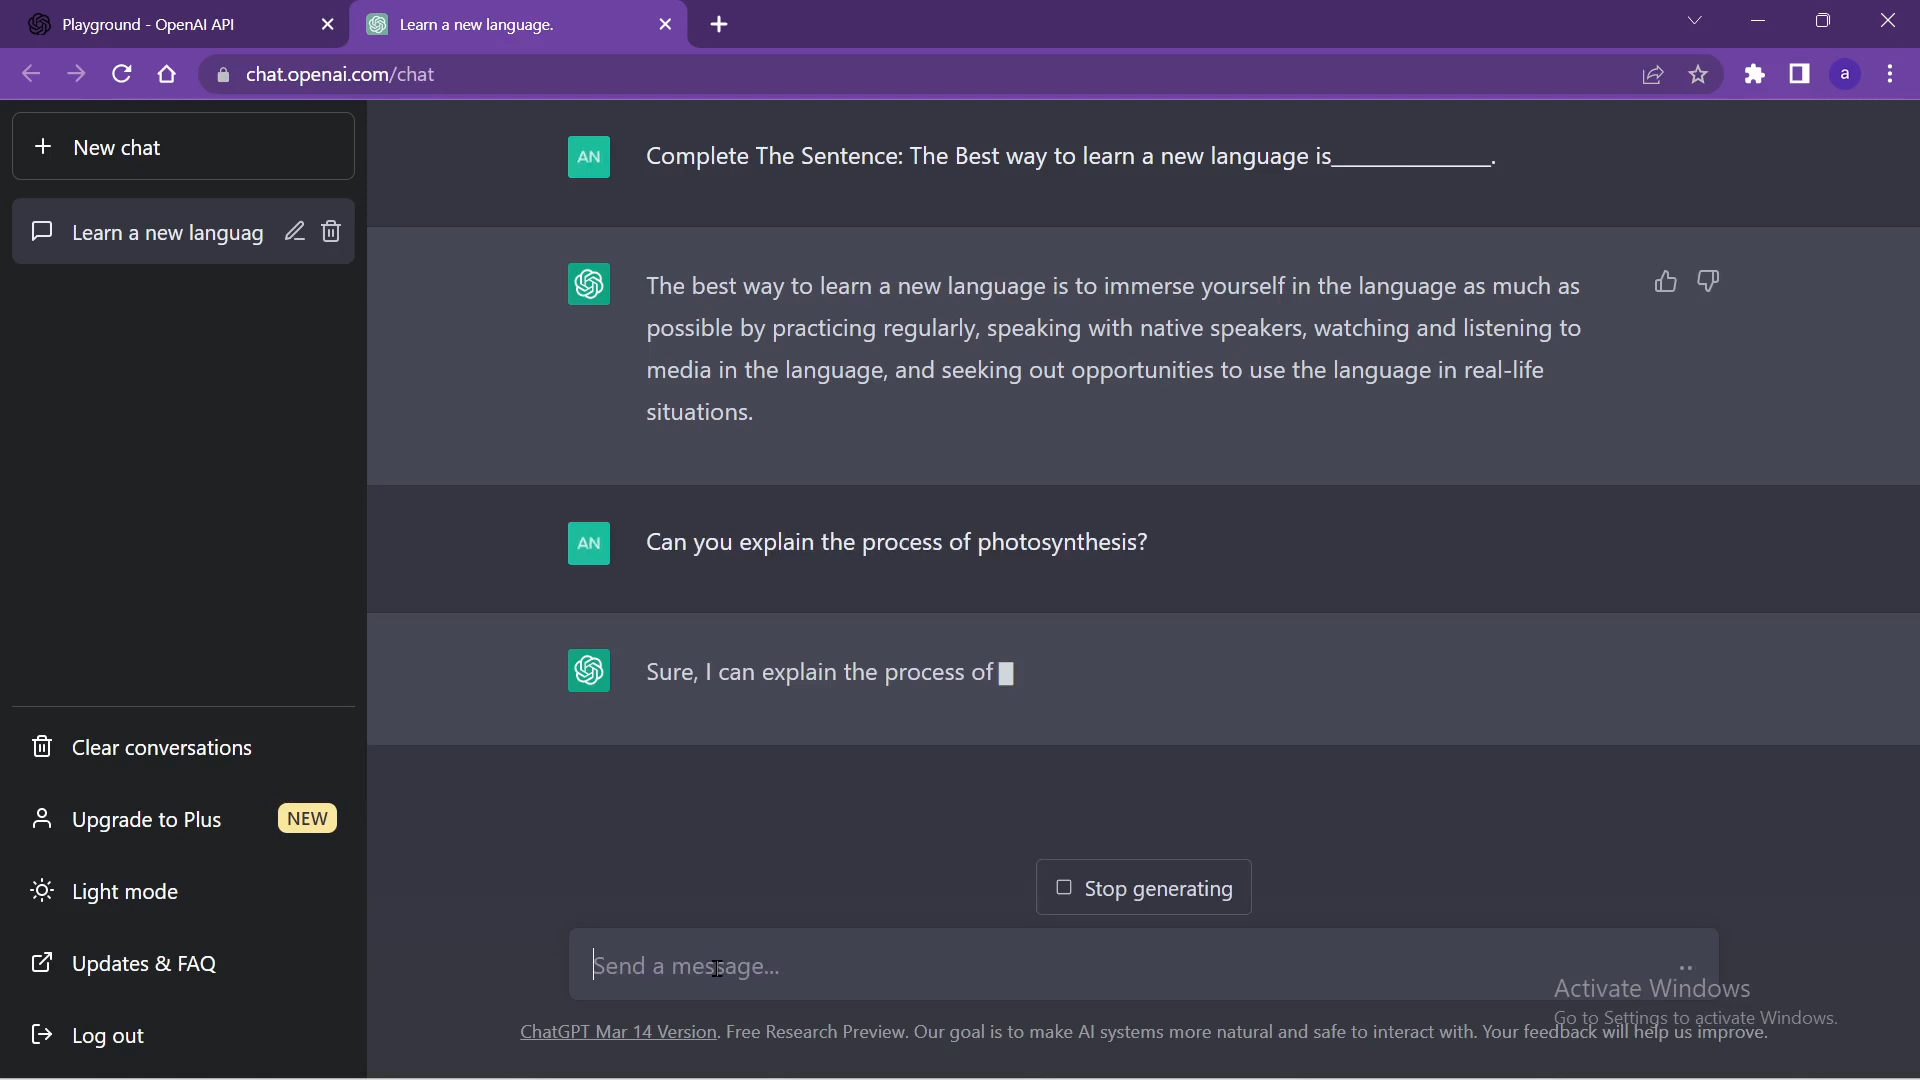 Playground - OpenAI API
Learn a new language.
chat.openai.com/chat
a
New chat
Learn a new languag
Clear conversations
Upgrade to Plus NEW
Light mode
Updates & FAQ
Log out
AN Complete The Sentence: The Best way to learn a new language is______________.
The best way to learn a new language is to immerse yourself in the language as much as
possible by practicing regularly, speaking with native speakers, watching and listening to
media in the language, and seeking out opportunities to use the language in real-life
situations.
AN Can you explain the process of photosynthesis?
Sure, I can explain the process of
Stop generating
Send a message...
Activate Windows
Go to Settings to activate Windows.
ChatGPT Mar 14 Version. Free Research Preview. Our goal is to make AI systems more natural and safe to interact with. Your feedback will help us improve.